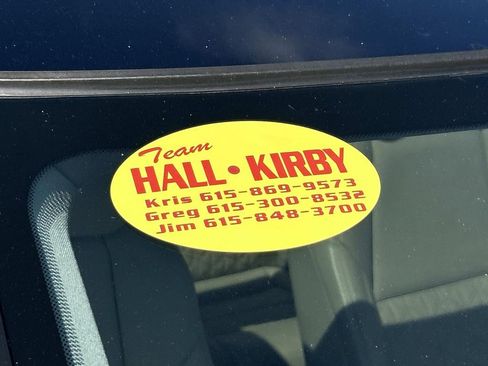 Team
HALL • KIRBY
Kris 615-869-9573
Greg 615-300-8532
Jim 615-848-3700